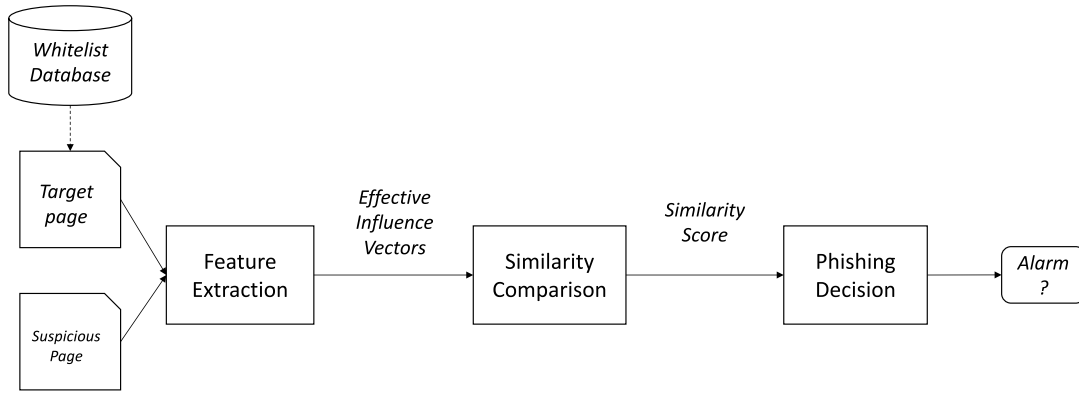 Whitelist
Database
Target
page
Suspicious
Page
Feature
Extraction
Effective
Influence
Vectors
Similarity
Comparison
Similarity
Score
Phishing
Decision
Alarm
?